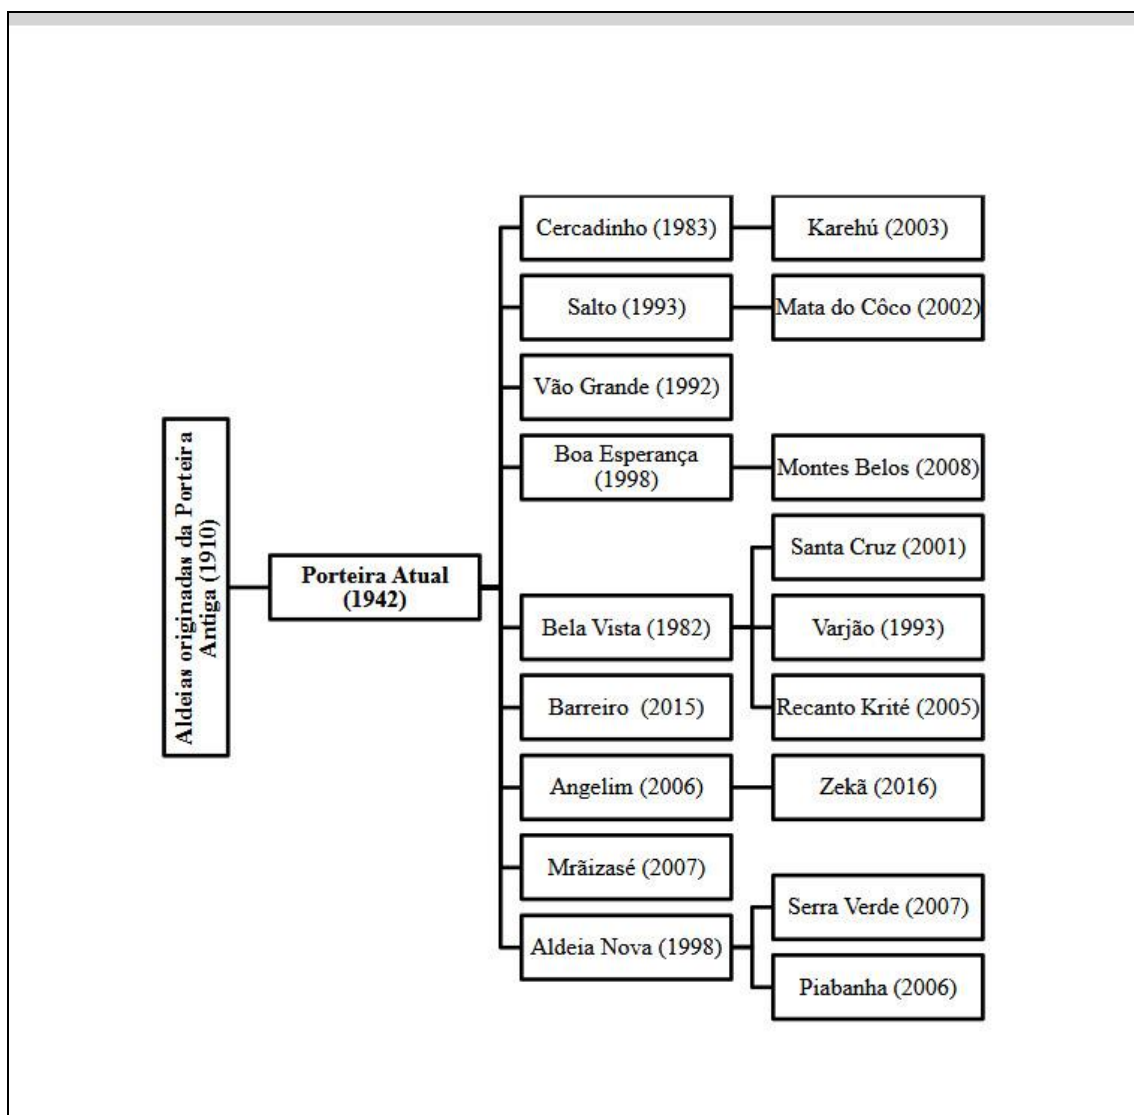 Aldeias originadas da Porteira
Antiga (1910)
Porteira Atual
(1942)
Cercadinho (1983)
Karehú (2003)
Salto (1993)
Mata do Côco (2002)
Vão Grande (1992)
Boa Esperança
(1998)
Montes Belos (2008)
Bela Vista (1982)
Santa Cruz (2001)
Varjão (1993)
Recanto Krité (2005)
Barreiro (2015)
Angelim (2006)
Zekã (2016)
Mrãizasé (2007)
Aldeia Nova (1998)
Serra Verde (2007)
Piabanha (2006)